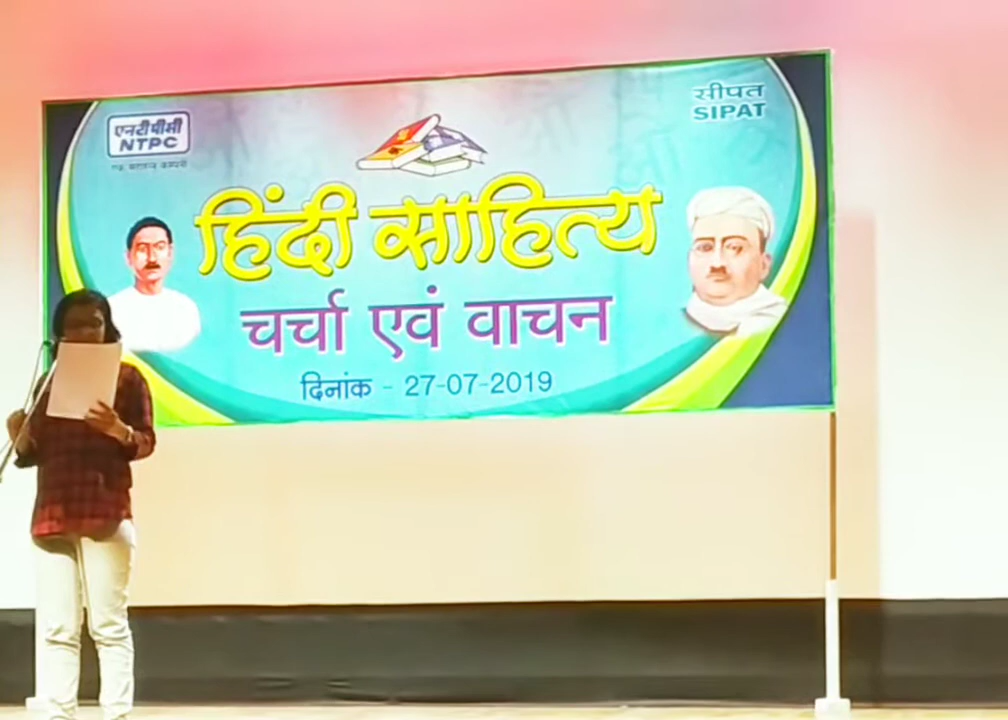 एनटीपीसी
NTPC
सीपत
SIPAT
हिंदी साहित्य
चर्चा एवं वाचन
दिनांक - 27-07-2019